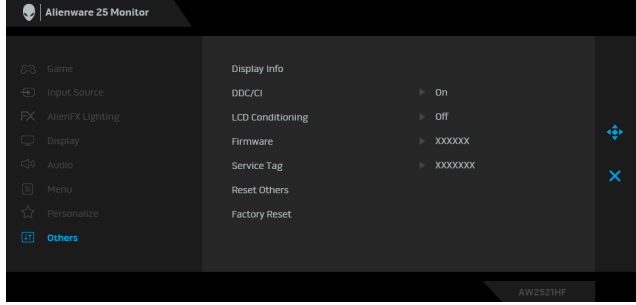 Alienware 25 Monitor
Game
Display Info
Input Source
DDC/CI On
FX AlienFX Lighting
LCD Conditioning Off
Display
Firmware XXXXXX
Audio
Service Tag XXXXXXX
Menu
Reset Others
Personalize
Factory Reset
Others
AW2521HF